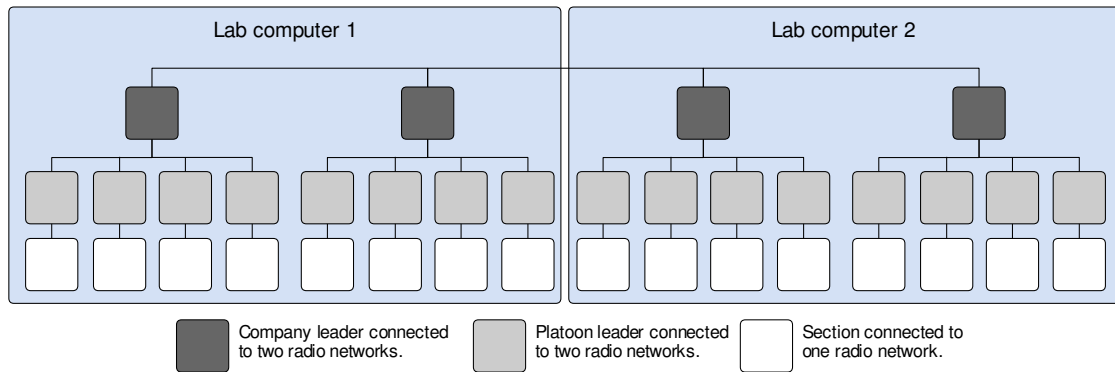 Lab computer 1
Lab computer 2
Company leader connected
to two radio networks.
Platoon leader connected
to two radio networks.
Section connected to
one radio network.